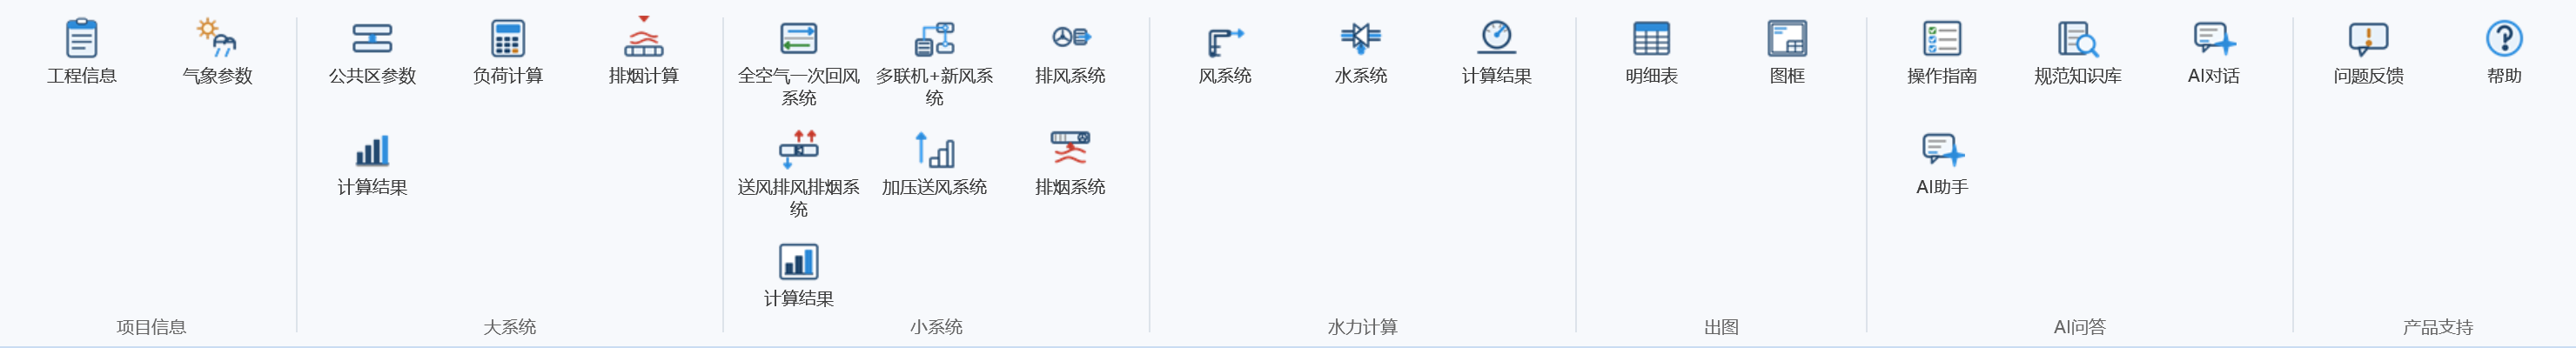 工程信息
气象参数
项目信息
公共区参数
负荷计算
排烟计算
计算结果
大系统
全空气一次回风
系统
多联机+新风系
统
排风系统
送风排风排烟系
统
加压送风系统
排烟系统
计算结果
小系统
风系统
水系统
计算结果
水力计算
明细表
图框
出图
操作指南
规范知识库
AI对话
AI助手
AI问答
问题反馈
帮助
产品支持